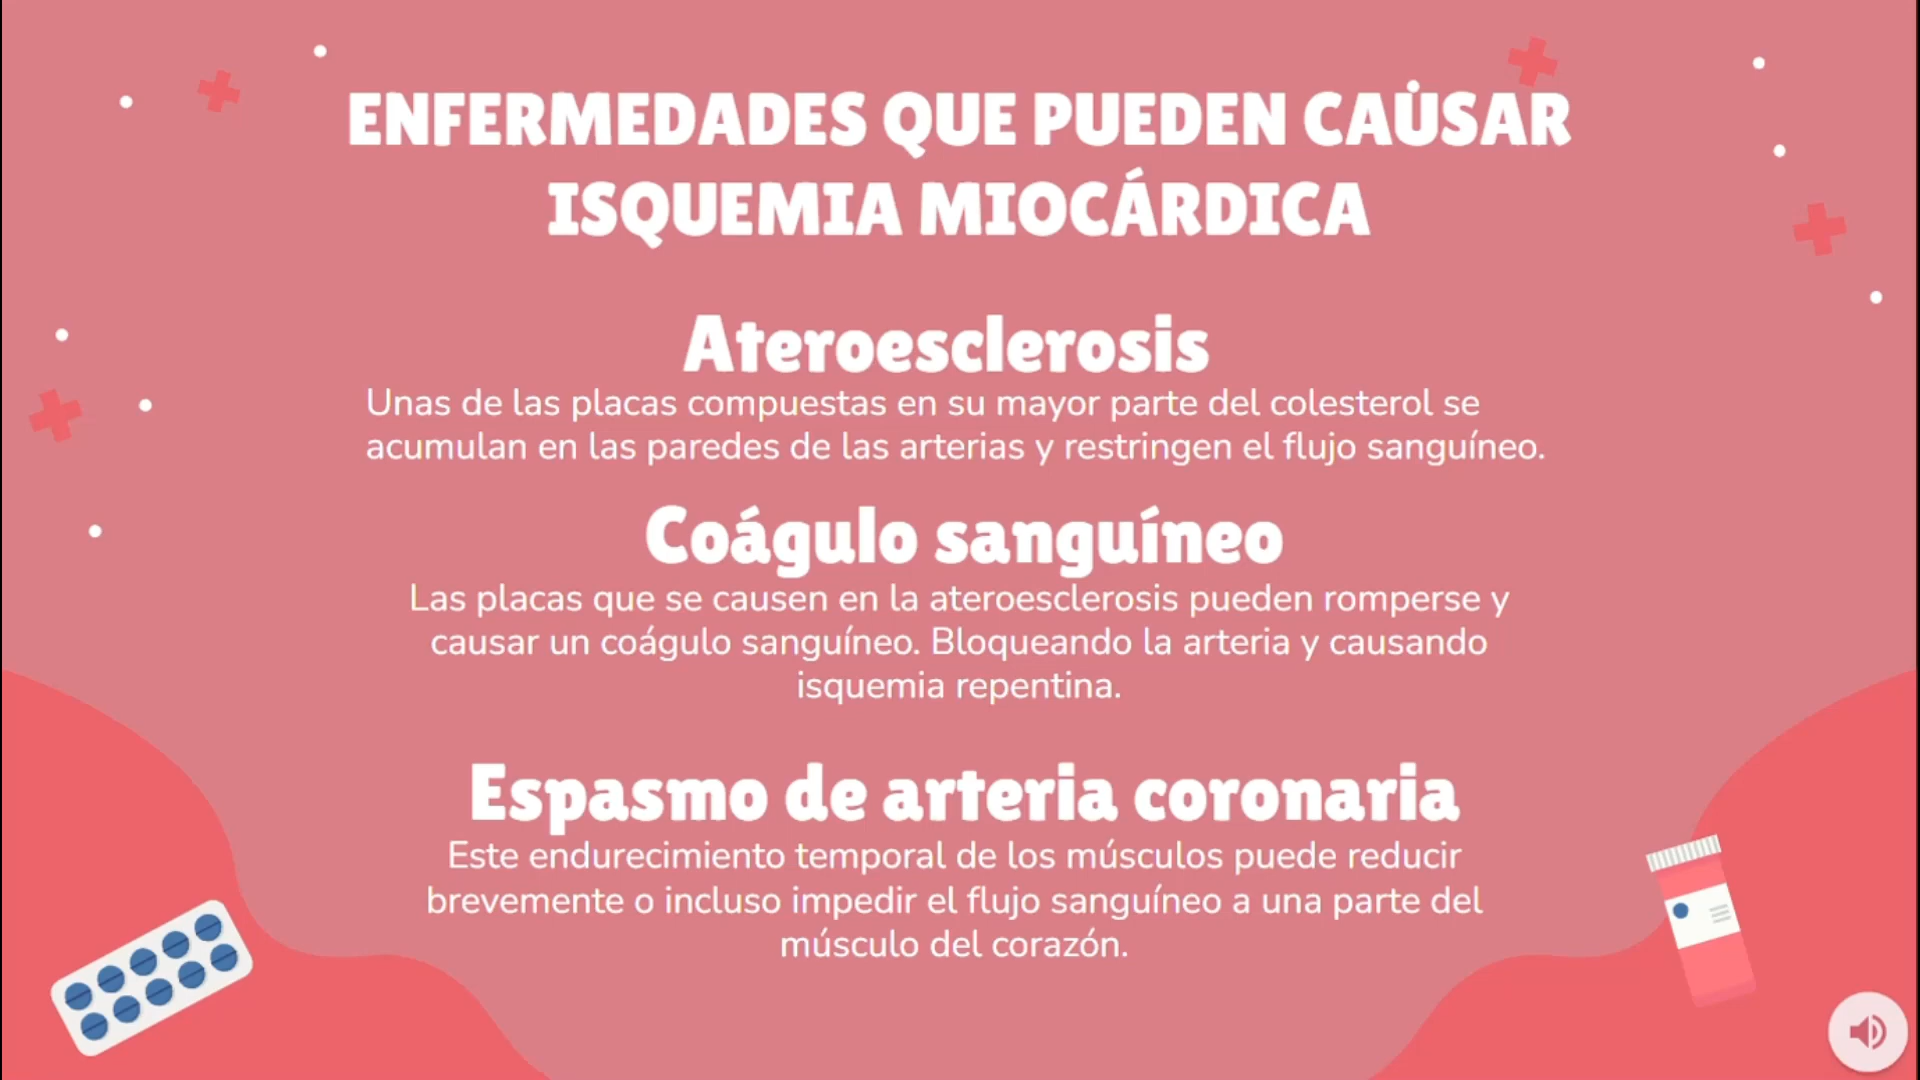 ENFERMEDADES QUE PUEDEN CAUSAR
ISQUEMIA MIOCÁRDICA
Ateroesclerosis
Unas de las placas compuestas en su mayor parte del colesterol se
acumulan en las paredes de las arterias y restringen el flujo sanguíneo.
Coágulo sanguíneo
Las placas que se causen en la ateroesclerosis pueden romperse y
causar un coágulo sanguíneo. Bloqueando la arteria y causando
isquemia repentina.
Espasmo de arteria coronaria
Este endurecimiento temporal de los músculos puede reducir
brevemente o incluso impedir el flujo sanguíneo a una parte del
músculo del corazón.